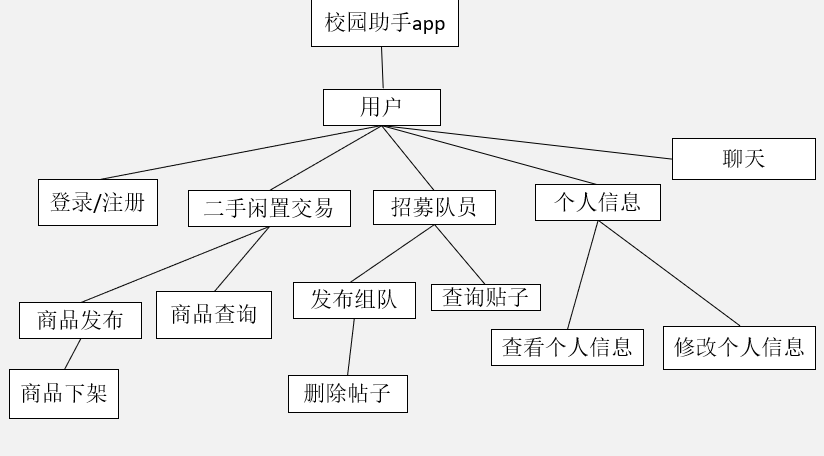 校园助手app
用户
聊天
登录/注册
二手闲置交易
招募队员
个人信息
商品发布
商品查询
发布组队
查询贴子
查看个人信息
修改个人信息
商品下架
删除帖子